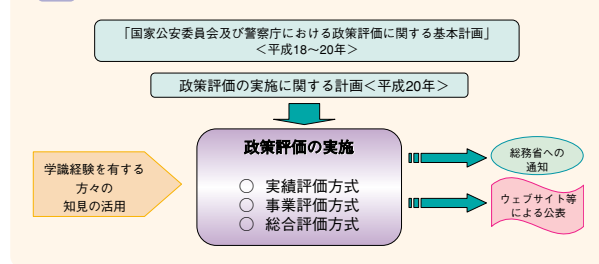 「国家公安委員会及び警察庁における政策評価に関する基本計画」
＜平成18～20年＞
政策評価の実施に関する計画＜平成20年＞
政策評価の実施
○ 実績評価方式
○ 事業評価方式
○ 総合評価方式
学識経験を有する
方々の
知見の活用
総務省への
通知
ウェブサイト等
による公表